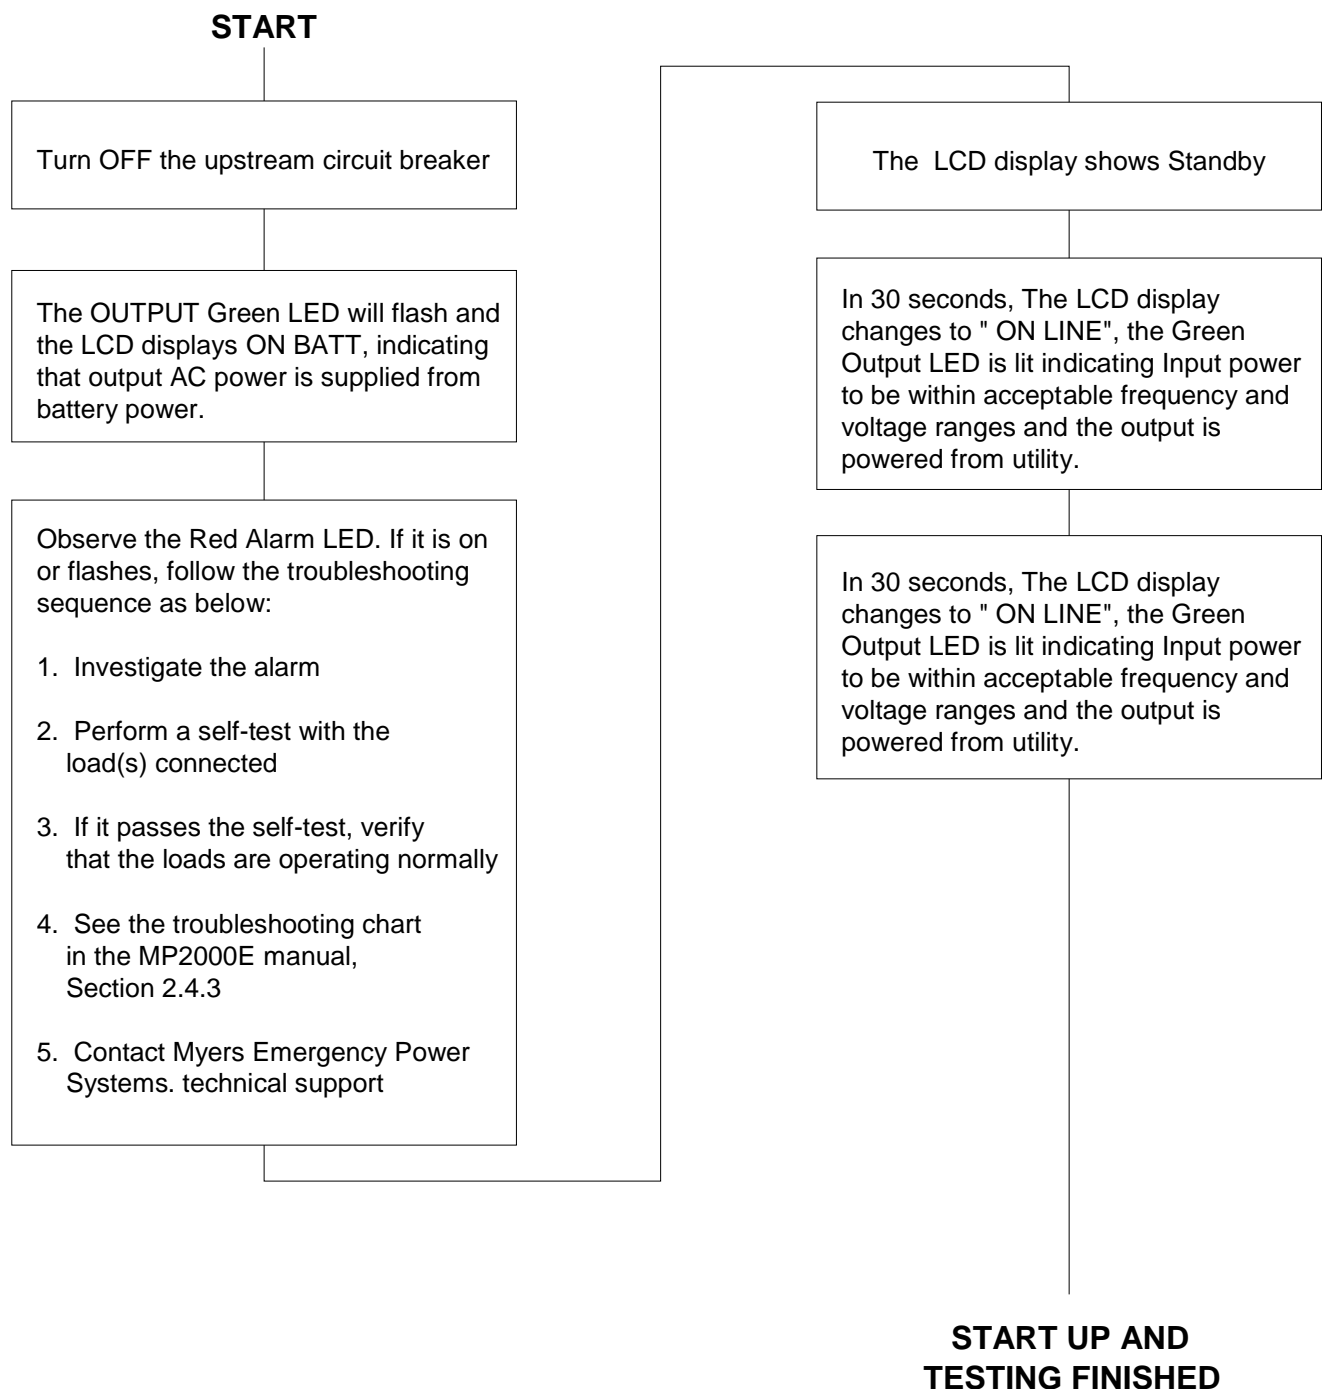 START
Turn OFF the upstream circuit breaker
The OUTPUT Green LED will flash and
the LCD displays ON BATT, indicating
that output AC power is supplied from
battery power.
Observe the Red Alarm LED. If it is on
or flashes, follow the troubleshooting
sequence as below:
1. Investigate the alarm
2. Perform a self-test with the
load(s) connected
3. If it passes the self-test, verify
that the loads are operating normally
4. See the troubleshooting chart
in the MP2000E manual,
Section 2.4.3
5. Contact Myers Emergency Power
Systems. technical support
The LCD display shows Standby
In 30 seconds, The LCD display
changes to " ON LINE", the Green
Output LED is lit indicating Input power
to be within acceptable frequency and
voltage ranges and the output is
powered from utility.
In 30 seconds, The LCD display
changes to " ON LINE", the Green
Output LED is lit indicating Input power
to be within acceptable frequency and
voltage ranges and the output is
powered from utility.
START UP AND
TESTING FINISHED